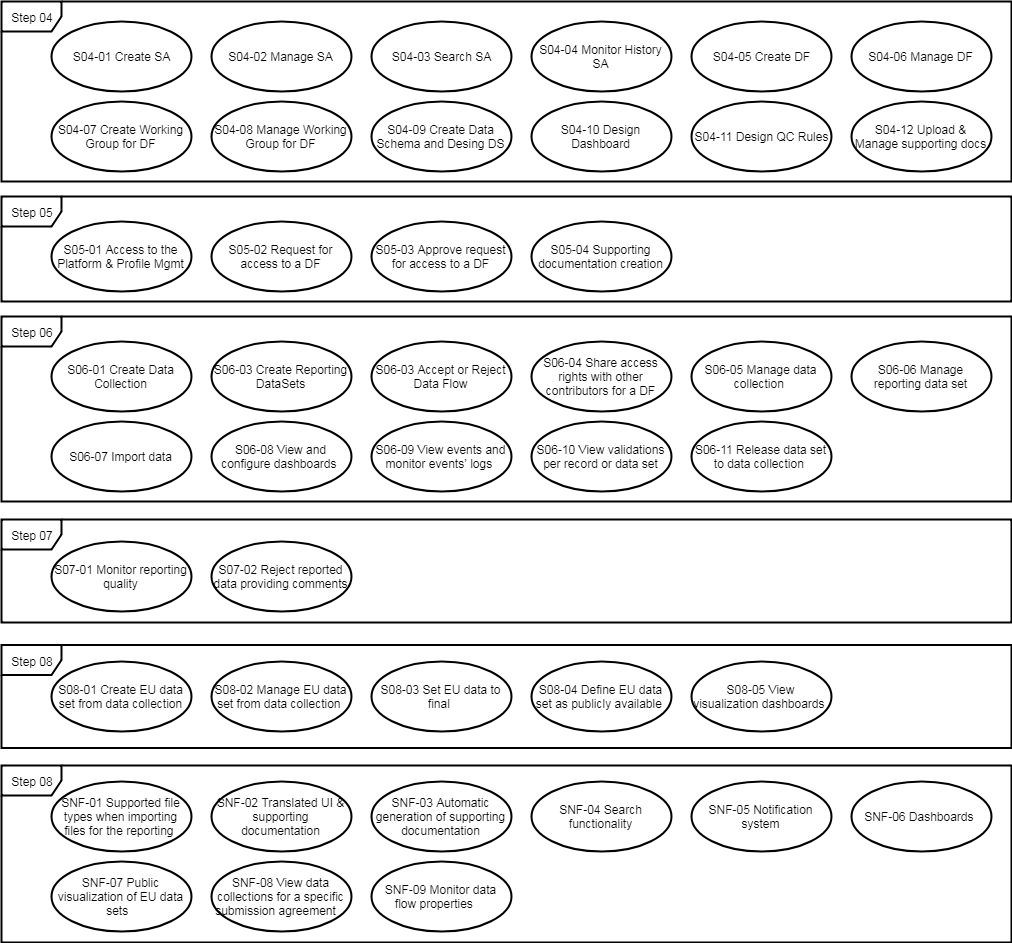 Step 04
S04-01 Create SA
S04-02 Manage SA
S04-03 Search SA
S04-04 Monitor History
SA
S04-05 Create DF
S04-06 Manage DF
S04-07 Create Working
Group for DF
S04-08 Manage Working
Group for DF
S04-09 Create Data
Schema and Desing DS
S04-10 Design
Dashboard
S04-11 Design QC Rules
S04-12 Upload &
Manage supporting docs
Step 05
S05-01 Access to the
Platform & Profile Mgmt
S05-02 Request for
access to a DF
S05-03 Approve request
for access to a DF
S05-04 Supporting
documentation creation
Step 06
S06-01 Create Data
Collection
S06-03 Create Reporting
DataSets
S06-03 Accept or Reject
Data Flow
S06-04 Share access
rights with other
contributors for a DF
S06-05 Manage data
collection
S06-06 Manage
reporting data set
S06-07 Import data
S06-08 View and
configure dashboards
S06-09 View events and
monitor events' logs
S06-10 View validations
per record or data set
S06-11 Release data set
to data collection
Step 07
S07-01 Monitor reporting
quality
S07-02 Reject reported
data providing comments
Step 08
S08-01 Create EU data
set from data collection
S08-02 Manage EU data
set from data collection
S08-03 Set EU data to
final
S08-04 Define EU data
set as publicly available
S08-05 View
visualization dashboards
Step 08
SNF-01 Supported file
types when importing
files for the reporting
SNF-02 Translated UI &
supporting
documentation
SNF-03 Automatic
generation of supporting
documentation
SNF-04 Search
functionality
SNF-05 Notification
system
SNF-06 Dashboards
SNF-07 Public
visualization of EU data
sets
SNF-08 View data
collections for a specific
submission agreement
SNF-09 Monitor data
flow properties